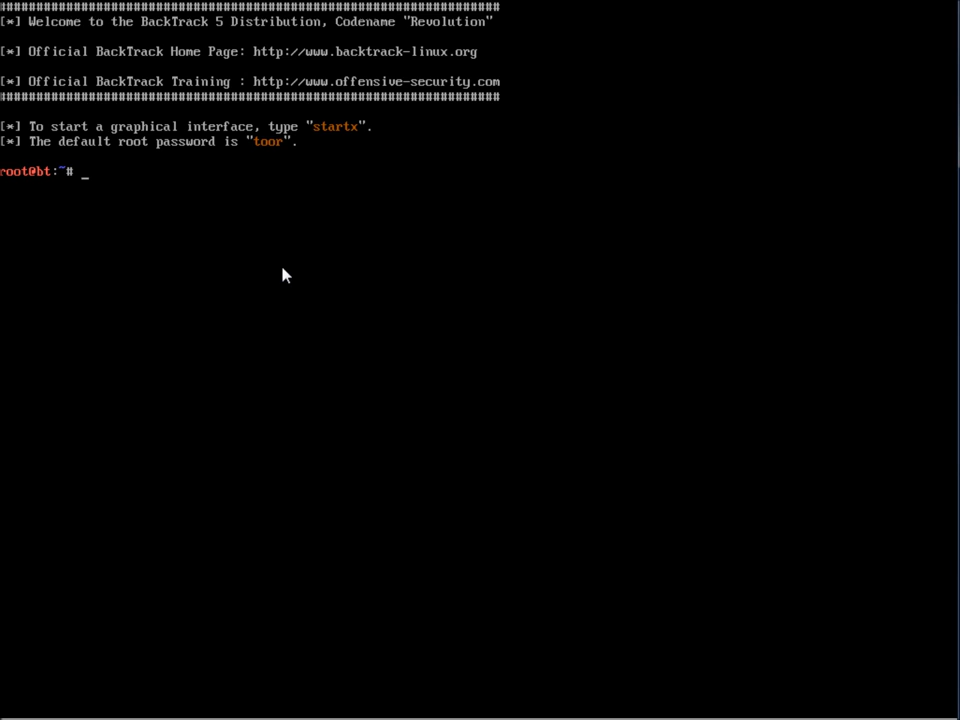 ###################################################################
[*] Welcome to the BackTrack 5 Distribution, Codename "Revolution"
[*] Official BackTrack Home Page: http://www.backtrack-linux.org
[*] Official BackTrack Training : http://www.offensive-security.com
###################################################################
[*] To start a graphical interface, type "startx".
[*] The default root password is "toor".
root@bt:~# _